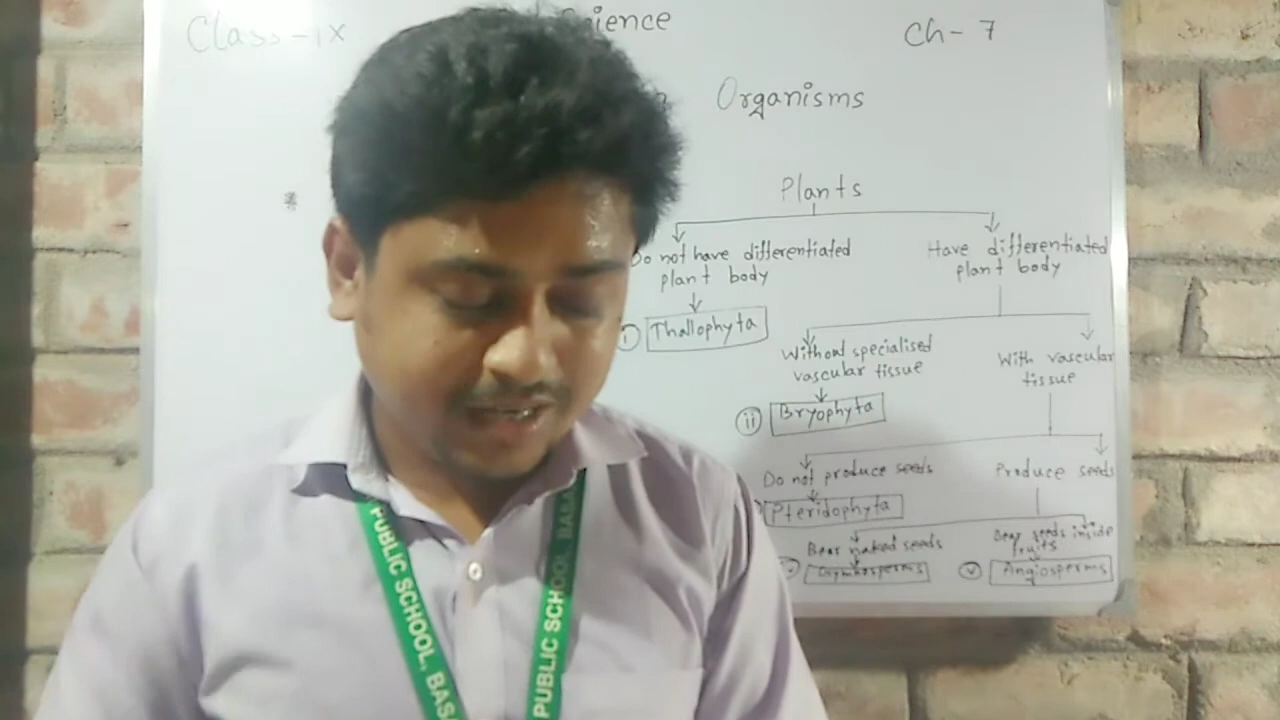 Class-IX
Science
Ch- 7
Organisms
Plants
Do not have differentiated
plant body
Have differentiated
plant body
i Thallophyta
Without specialised
vascular tissue
With vascular
tissue
ii Bryophyta
Do not produce seeds
Produce seeds
Pteridophyta
Bear naked seeds
Bear seeds inside
fruits
Gymnosperms
v Angiosperms
PUBLIC SCHOOL, BASA
PUBLIC SCHOOL, BASA